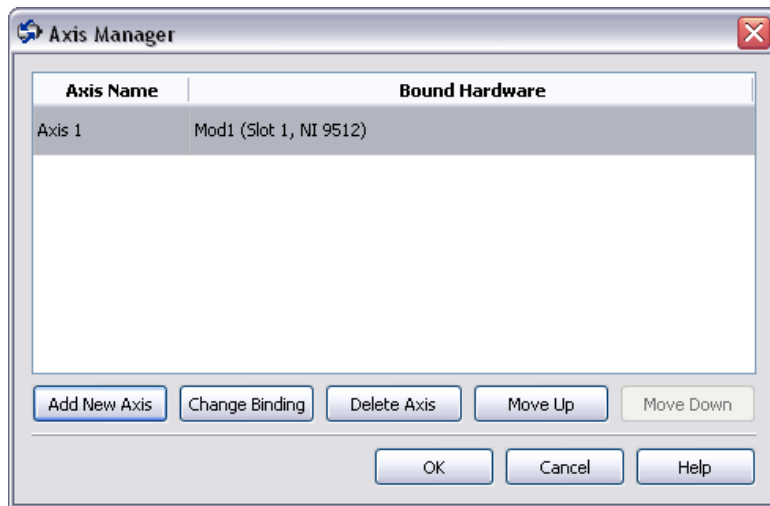 Axis Manager
Axis Name Bound Hardware
Axis 1 Mod1 (Slot 1, NI 9512)
Add New Axis Change Binding Delete Axis Move Up Move Down
OK Cancel Help